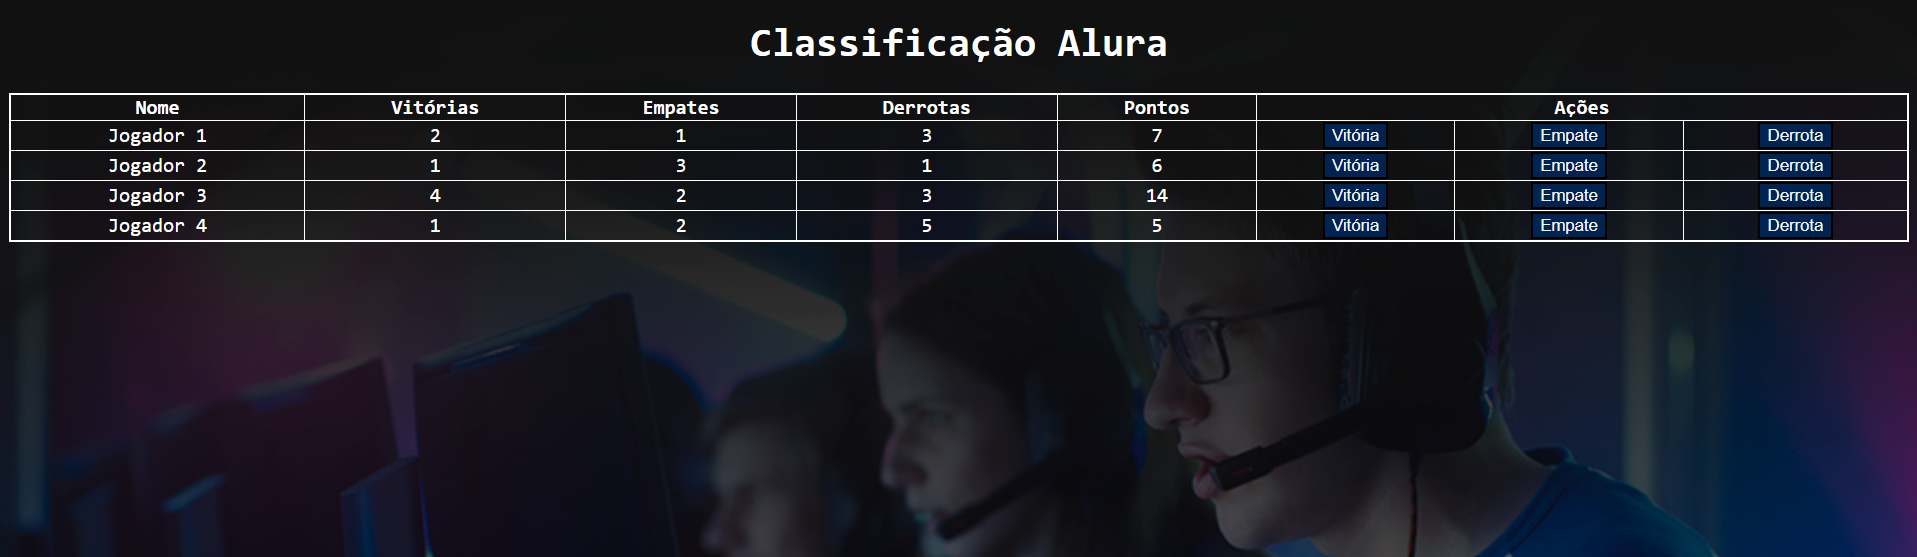 Classificação Alura
Nome Vitórias Empates Derrotas Pontos Ações
Jogador 1 2 1 3 7 Vitória Empate Derrota
Jogador 2 1 3 1 6 Vitória Empate Derrota
Jogador 3 4 2 3 14 Vitória Empate Derrota
Jogador 4 1 2 5 5 Vitória Empate Derrota